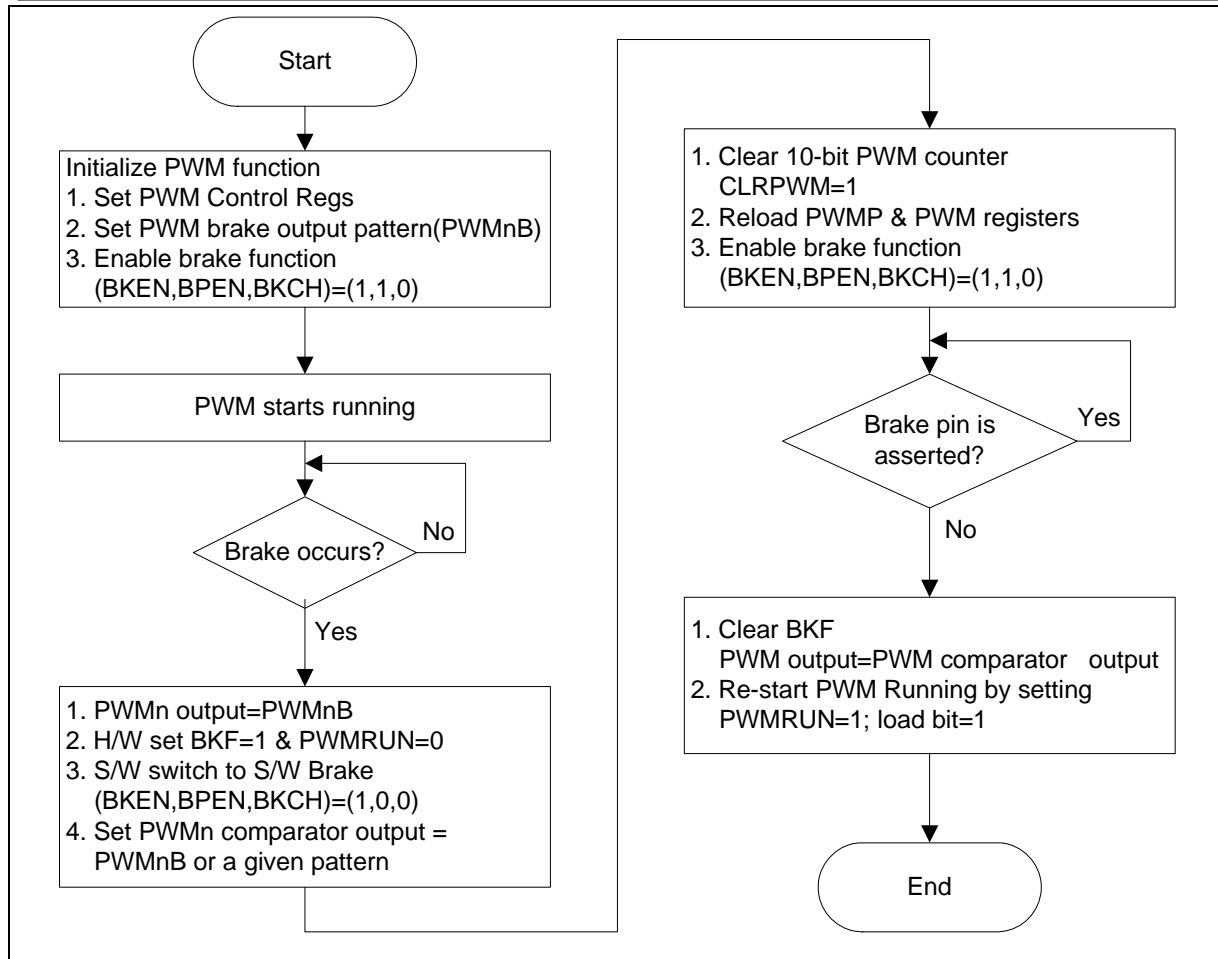 Start
Initialize PWM function
1. Set PWM Control Regs
2. Set PWM brake output pattern(PWMnB)
3. Enable brake function
(BKEN,BPEN,BKCH)=(1,1,0)
PWM starts running
No
Brake occurs?
Yes
1. PWMn output=PWMnB
2. H/W set BKF=1 & PWMRUN=0
3. S/W switch to S/W Brake
(BKEN,BPEN,BKCH)=(1,0,0)
4. Set PWMn comparator output =
PWMnB or a given pattern
1. Clear 10-bit PWM counter
CLRPWM=1
2. Reload PWMP & PWM registers
3. Enable brake function
(BKEN,BPEN,BKCH)=(1,1,0)
Brake pin is
asserted?
Yes
No
1. Clear BKF
PWM output=PWM comparator output
2. Re-start PWM Running by setting
PWMRUN=1; load bit=1
End